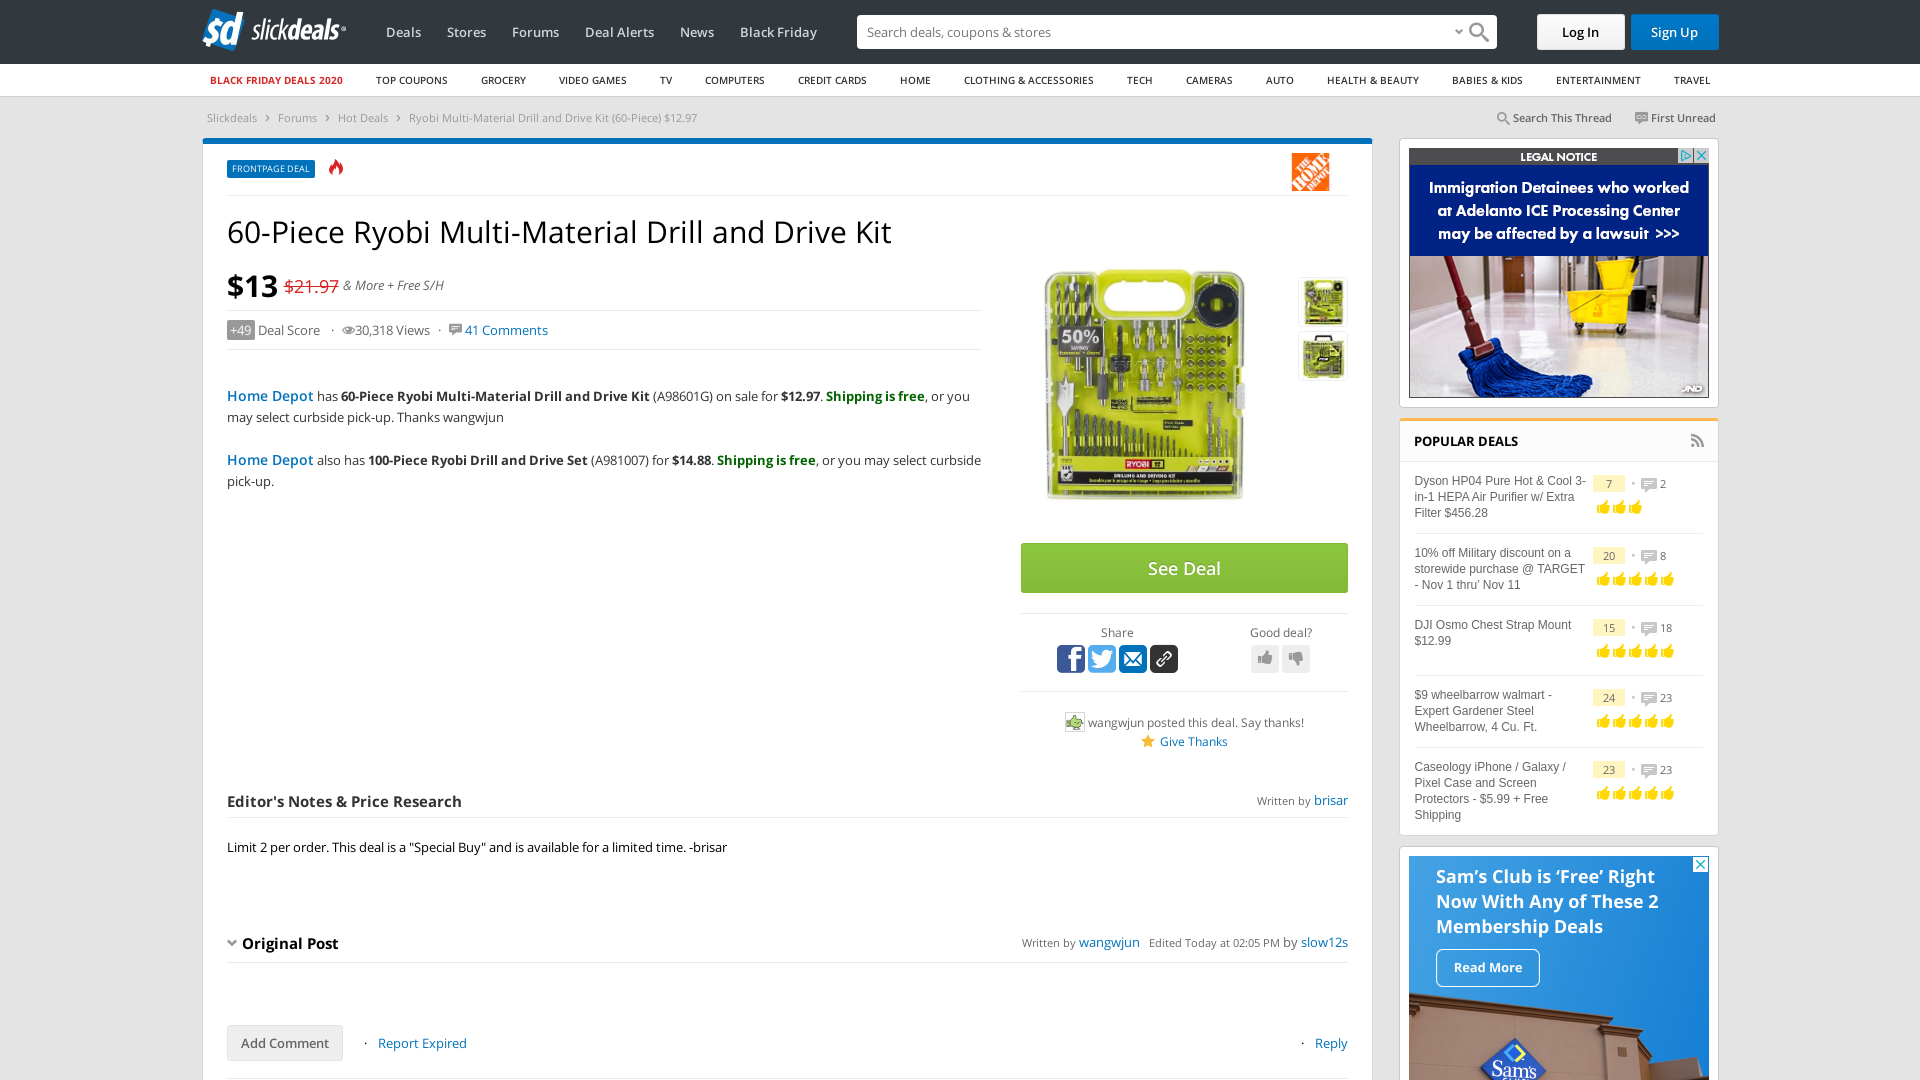 slickdeals
Deals Stores Forums Deal Alerts News Black Friday
Search deals, coupons & stores
Log In Sign Up
BLACK FRIDAY DEALS 2020 TOP COUPONS GROCERY VIDEO GAMES TV COMPUTERS CREDIT CARDS HOME CLOTHING & ACCESSORIES TECH CAMERAS AUTO HEALTH & BEAUTY BABIES & KIDS ENTERTAINMENT TRAVEL
Slickdeals › Forums › Hot Deals › Ryobi Multi-Material Drill and Drive Kit (60-Piece) $12.97
Search This Thread First Unread
FRONTPAGE DEAL
THE HOME DEPOT
60-Piece Ryobi Multi-Material Drill and Drive Kit
$13 $21.97 & More + Free S/H
+49 Deal Score · 30,318 Views · 41 Comments
Home Depot has 60-Piece Ryobi Multi-Material Drill and Drive Kit (A98601G) on sale for $12.97. Shipping is free, or you
may select curbside pick-up. Thanks wangwjun
Home Depot also has 100-Piece Ryobi Drill and Drive Set (A981007) for $14.88. Shipping is free, or you may select curbside
pick-up.
50%
RYOBI
DRILLING AND DRIVING KIT
See Deal
Share Good deal?
wangwjun posted this deal. Say thanks!
Give Thanks
Editor's Notes & Price Research
Written by brisar
Limit 2 per order. This deal is a "Special Buy" and is available for a limited time. -brisar
Original Post
Written by wangwjun Edited Today at 02:05 PM by slow12s
Add Comment · Report Expired
· Reply
LEGAL NOTICE
Immigration Detainees who worked
at Adelanto ICE Processing Center
may be affected by a lawsuit >>>
JND
POPULAR DEALS
Dyson HP04 Pure Hot & Cool 3-
in-1 HEPA Air Purifier w/ Extra
Filter $456.28
7 • 2
10% off Military discount on a
storewide purchase @ TARGET
- Nov 1 thru' Nov 11
20 • 8
DJI Osmo Chest Strap Mount
$12.99
15 • 18
$9 wheelbarrow walmart -
Expert Gardener Steel
Wheelbarrow, 4 Cu. Ft.
24 • 23
Caseology iPhone / Galaxy /
Pixel Case and Screen
Protectors - $5.99 + Free
Shipping
23 • 23
Sam's Club is 'Free' Right
Now With Any of These 2
Membership Deals
Read More
Sam's